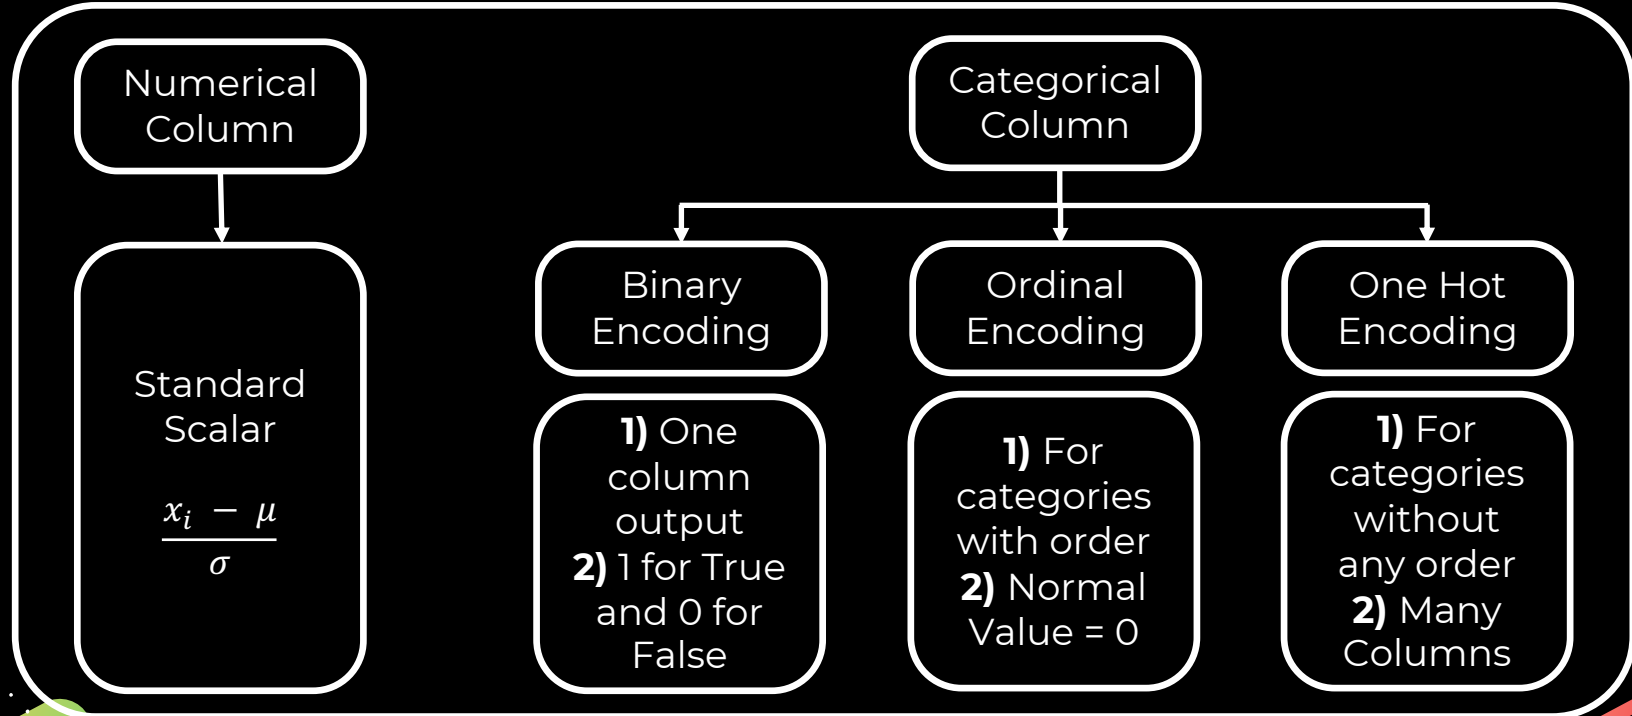 Numerical
Column
Categorical
Column
Standard
Scalar
xᵢ − μ
σ
Binary
Encoding
Ordinal
Encoding
One Hot
Encoding
1) One
column
output
2) 1 for True
and 0 for
False
1) For
categories
with order
2) Normal
Value = 0
1) For
categories
without
any order
2) Many
Columns